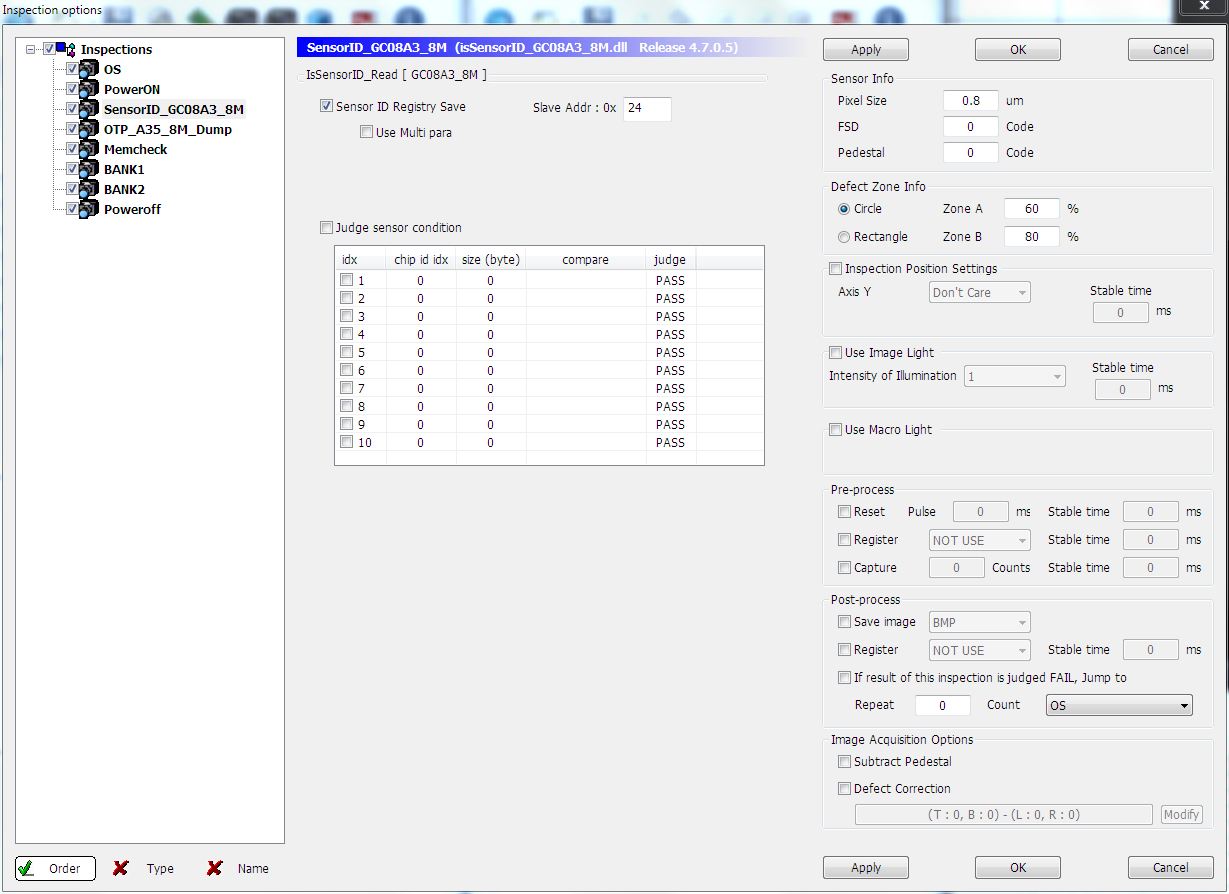 Inspection options
x
Inspections
OS
PowerON
SensorID_GC08A3_8M
OTP_A35_8M_Dump
Memcheck
BANK1
BANK2
Poweroff
Order Type Name
SensorID_GC08A3_8M (isSensorID_GC08A3_8M.dll Release 4.7.0.5)
IsSensorID_Read [ GC08A3_8M ]
Sensor ID Registry Save Slave Addr : 0x 24
Use Multi para
Judge sensor condition
idx chip id idx size (byte) compare judge
1 0 0 PASS
2 0 0 PASS
3 0 0 PASS
4 0 0 PASS
5 0 0 PASS
6 0 0 PASS
7 0 0 PASS
8 0 0 PASS
9 0 0 PASS
10 0 0 PASS
Apply OK Cancel
Sensor Info
Pixel Size 0.8 um
FSD 0 Code
Pedestal 0 Code
Defect Zone Info
Circle Zone A 60 %
Rectangle Zone B 80 %
Inspection Position Settings
Axis Y Don't Care Stable time
0 ms
Use Image Light
Intensity of Illumination 1 Stable time
0 ms
Use Macro Light
Pre-process
Reset Pulse 0 ms Stable time 0 ms
Register NOT USE Stable time 0 ms
Capture 0 Counts Stable time 0 ms
Post-process
Save image BMP
Register NOT USE Stable time 0 ms
If result of this inspection is judged FAIL, Jump to
Repeat 0 Count OS
Image Acquisition Options
Subtract Pedestal
Defect Correction
(T : 0, B : 0) - (L : 0, R : 0) Modify
Apply OK Cancel